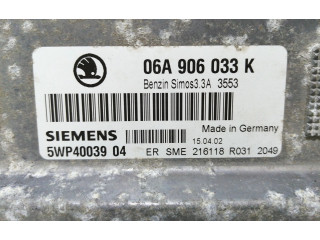 06A 906 033 K
Benzin Simos3.3A 3553
SIEMENS
Made in Germany
15.04.02
5WP40039 04
ER SME 216118 R031 2049